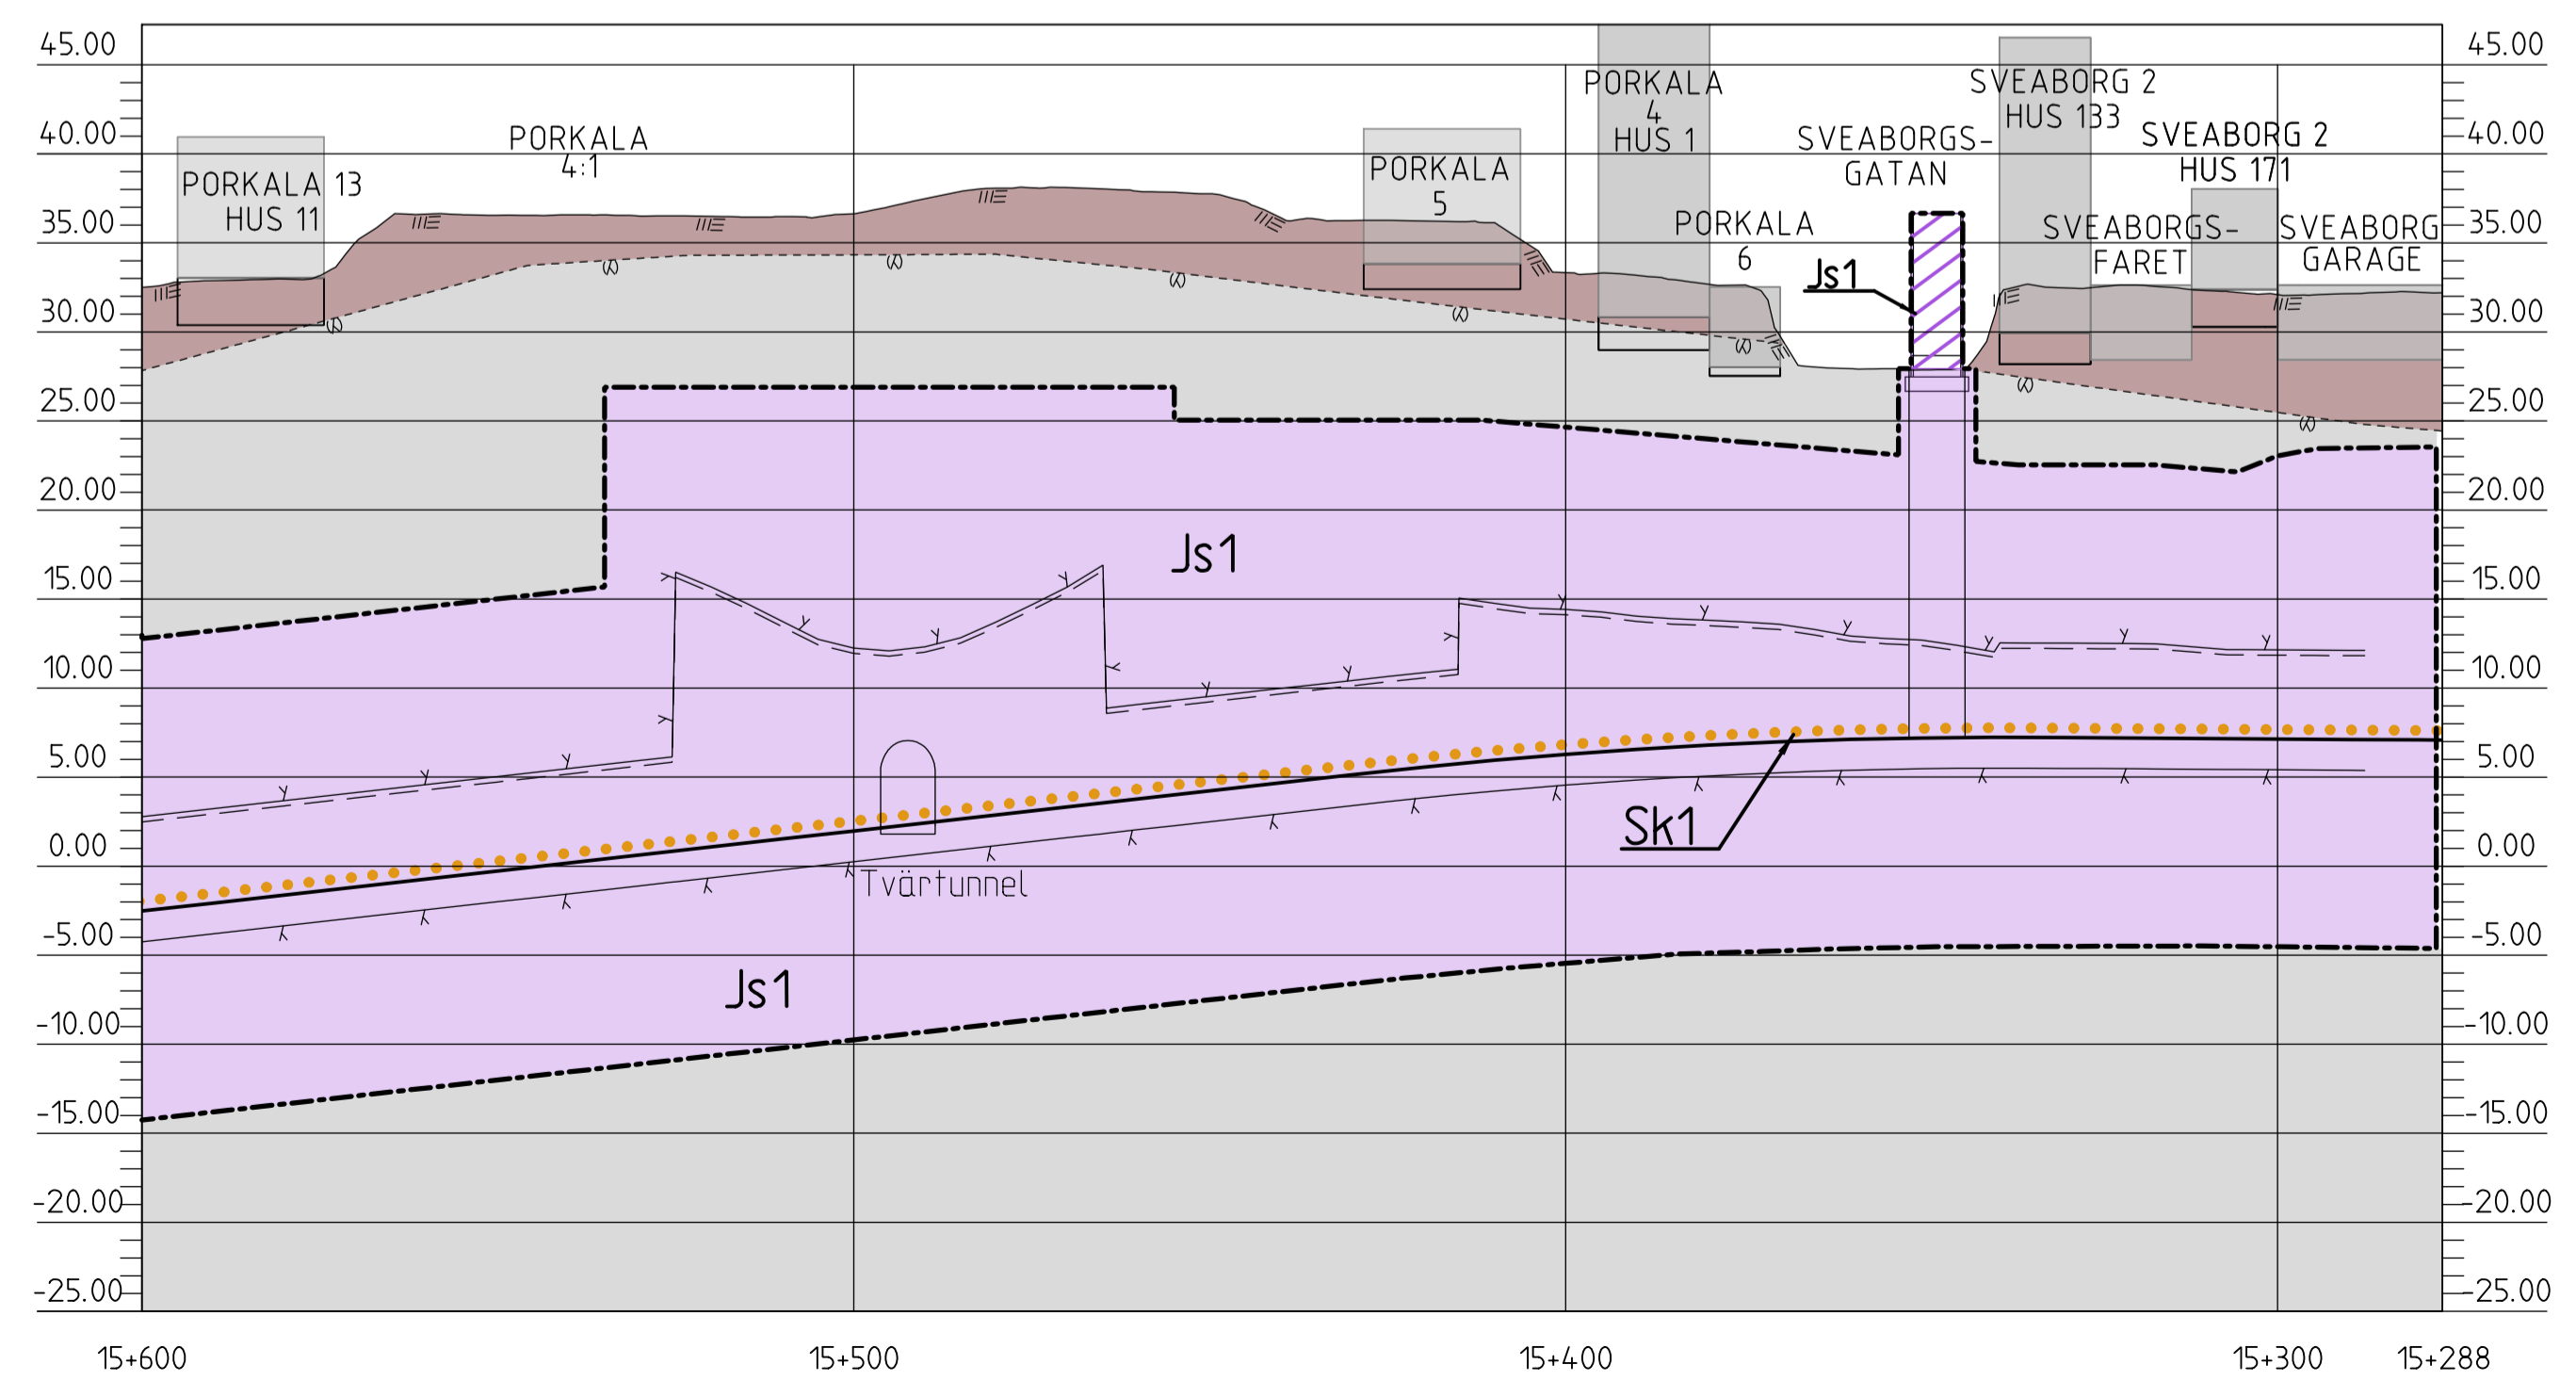 45.00
40.00
35.00
30.00
25.00
20.00
15.00
10.00
5.00
0.00
-5.00
-10.00
-15.00
-20.00
-25.00
PORKALA 13
HUS 11
PORKALA
4:1
PORKALA
5
PORKALA
4
HUS 1
PORKALA
6
SVEABORGS-
GATAN
Js1
SVEABORG 2
HUS 133
SVEABORG 2
HUS 171
SVEABORGS-
FARET
SVEABORG
GARAGE
Js1
Sk1
Tvärtunnel
Js1
45.00
40.00
35.00
30.00
25.00
20.00
15.00
10.00
5.00
0.00
-5.00
-10.00
-15.00
-20.00
-25.00
15+600
15+500
15+400
15+300
15+288